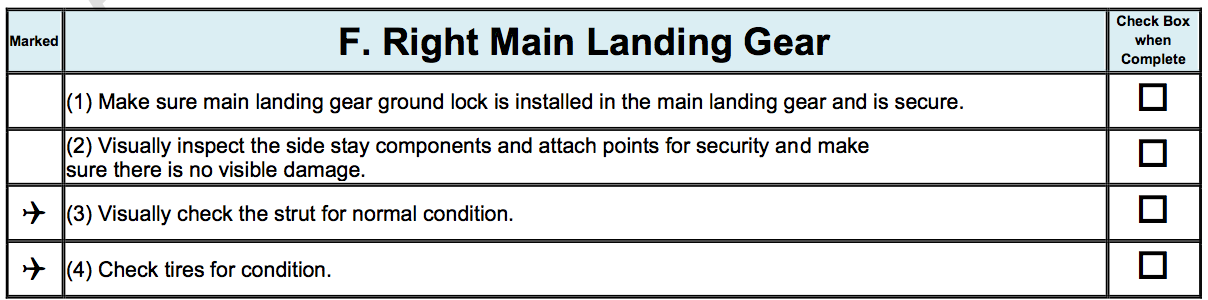 Marked
F. Right Main Landing Gear
Check Box
when
Complete
(1) Make sure main landing gear ground lock is installed in the main landing gear and is secure.
(2) Visually inspect the side stay components and attach points for security and make
sure there is no visible damage.
(3) Visually check the strut for normal condition.
(4) Check tires for condition.